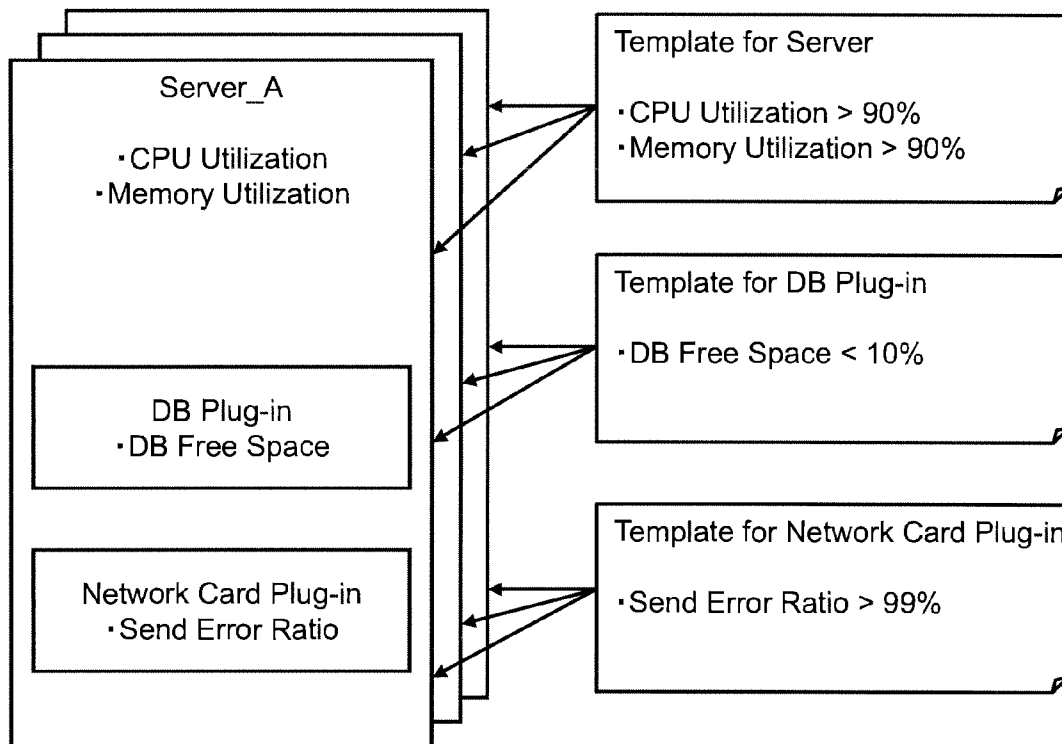 Server_A
·CPU Utilization
·Memory Utilization
DB Plug-in
·DB Free Space
Network Card Plug-in
·Send Error Ratio
Template for Server
·CPU Utilization > 90%
·Memory Utilization > 90%
Template for DB Plug-in
·DB Free Space < 10%
Template for Network Card Plug-in
·Send Error Ratio > 99%